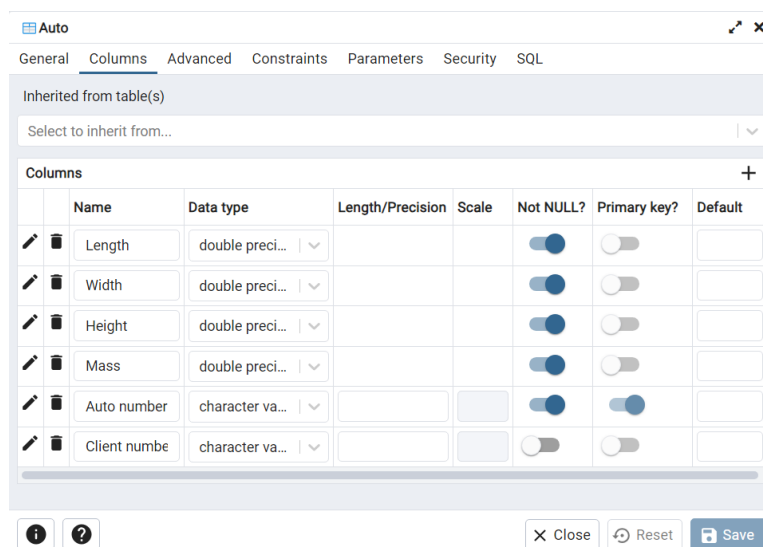 Auto
General Columns Advanced Constraints Parameters Security SQL
Inherited from table(s)
Select to inherit from...
Columns
Name Data type Length/Precision Scale Not NULL? Primary key? Default
Length double preci...
Width double preci...
Height double preci...
Mass double preci...
Auto number character va...
Client numbe character va...
Close Reset Save